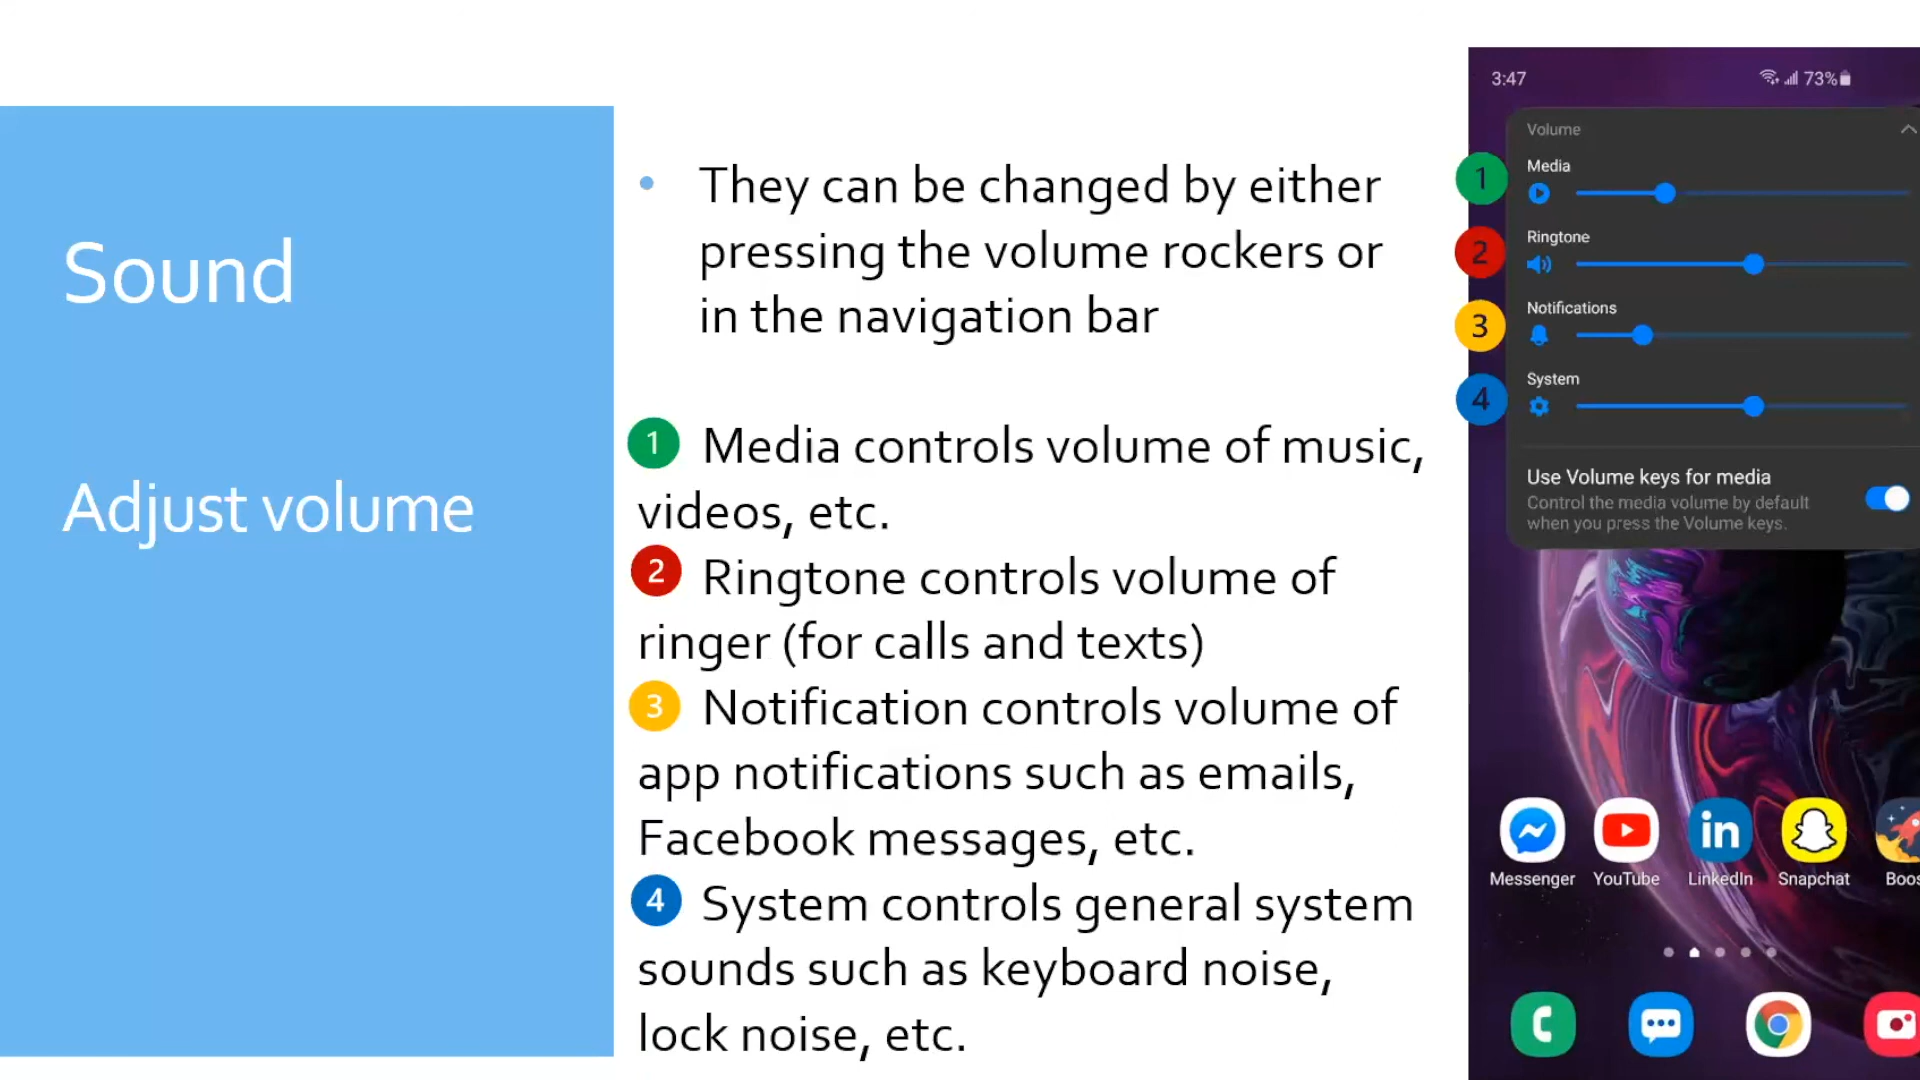 Sound
Adjust volume
• They can be changed by either
pressing the volume rockers or
in the navigation bar
1 Media controls volume of music,
videos, etc.
2 Ringtone controls volume of
ringer (for calls and texts)
3 Notification controls volume of
app notifications such as emails,
Facebook messages, etc.
4 System controls general system
sounds such as keyboard noise,
lock noise, etc.
3:47 73%
Volume
1 Media
2 Ringtone
3 Notifications
4 System
Use Volume keys for media
Control the media volume by default
when you press the Volume keys.
in
Messenger YouTube LinkedIn Snapchat Boos